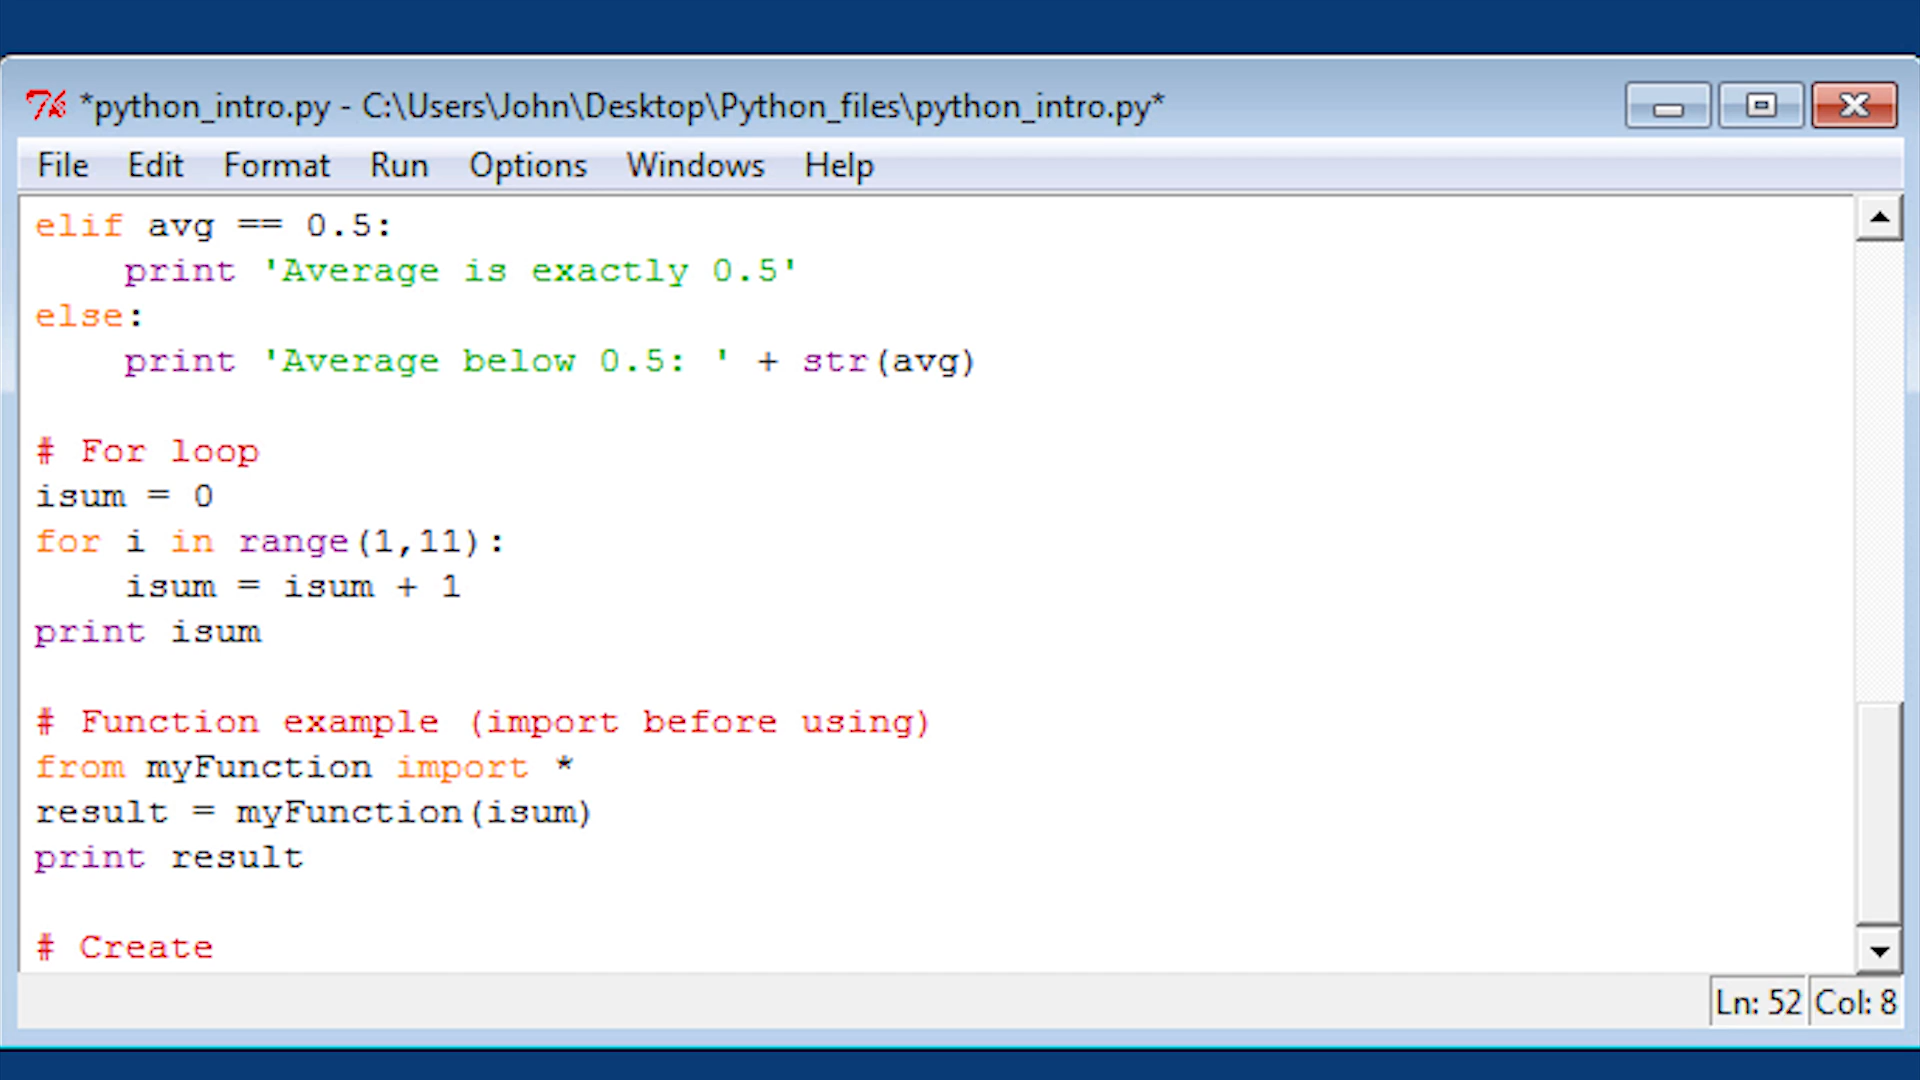 *python_intro.py - C:\Users\John\Desktop\Python_files\python_intro.py*
File Edit Format Run Options Windows Help
elif avg == 0.5:
    print 'Average is exactly 0.5'
else:
    print 'Average below 0.5: ' + str(avg)
# For loop
isum = 0
for i in range(1,11):
    isum = isum + 1
print isum
# Function example (import before using)
from myFunction import *
result = myFunction(isum)
print result
# Create
Ln: 52 Col: 8